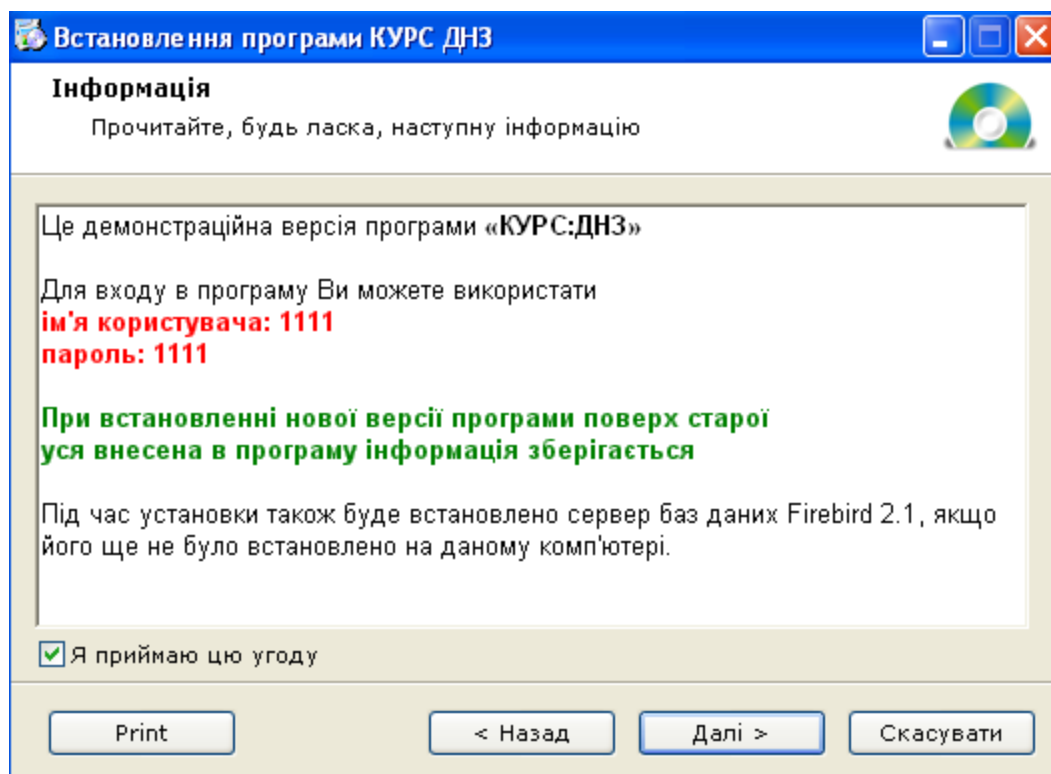 Встановлення програми КУРС ДНЗ
Інформація
Прочитайте, будь ласка, наступну інформацію
Це демонстраційна версія програми «КУРС:ДНЗ»
Для входу в програму Ви можете використати
ім'я користувача: 1111
пароль: 1111
При встановленні нової версії програми поверх старої
уся внесена в програму інформація зберігається
Під час установки також буде встановлено сервер баз даних Firebird 2.1, якщо
його ще не було встановлено на даному комп'ютері.
Я приймаю цю угоду
Print
< Назад
Далі >
Скасувати